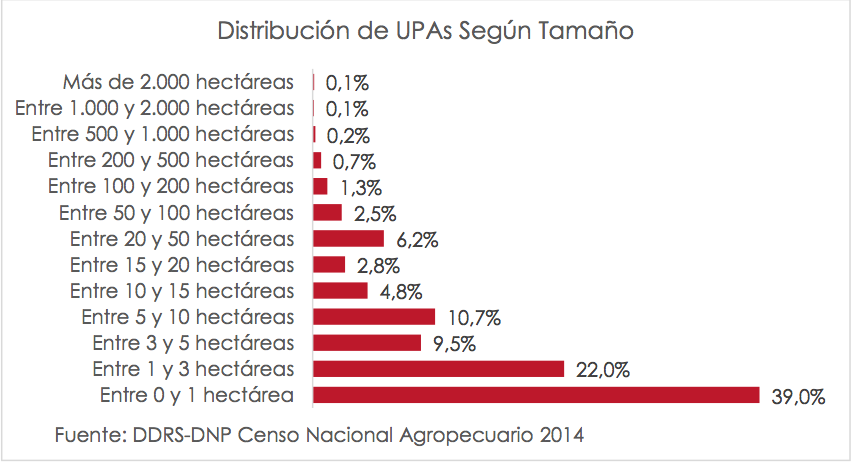 Distribución de UPAs Según Tamaño
Más de 2.000 hectáreas 0,1%
Entre 1.000 y 2.000 hectáreas 0,1%
Entre 500 y 1.000 hectáreas 0,2%
Entre 200 y 500 hectáreas 0,7%
Entre 100 y 200 hectáreas 1,3%
Entre 50 y 100 hectáreas 2,5%
Entre 20 y 50 hectáreas 6,2%
Entre 15 y 20 hectáreas 2,8%
Entre 10 y 15 hectáreas 4,8%
Entre 5 y 10 hectáreas 10,7%
Entre 3 y 5 hectáreas 9,5%
Entre 1 y 3 hectáreas 22,0%
Entre 0 y 1 hectárea 39,0%
Fuente: DDRS-DNP Censo Nacional Agropecuario 2014